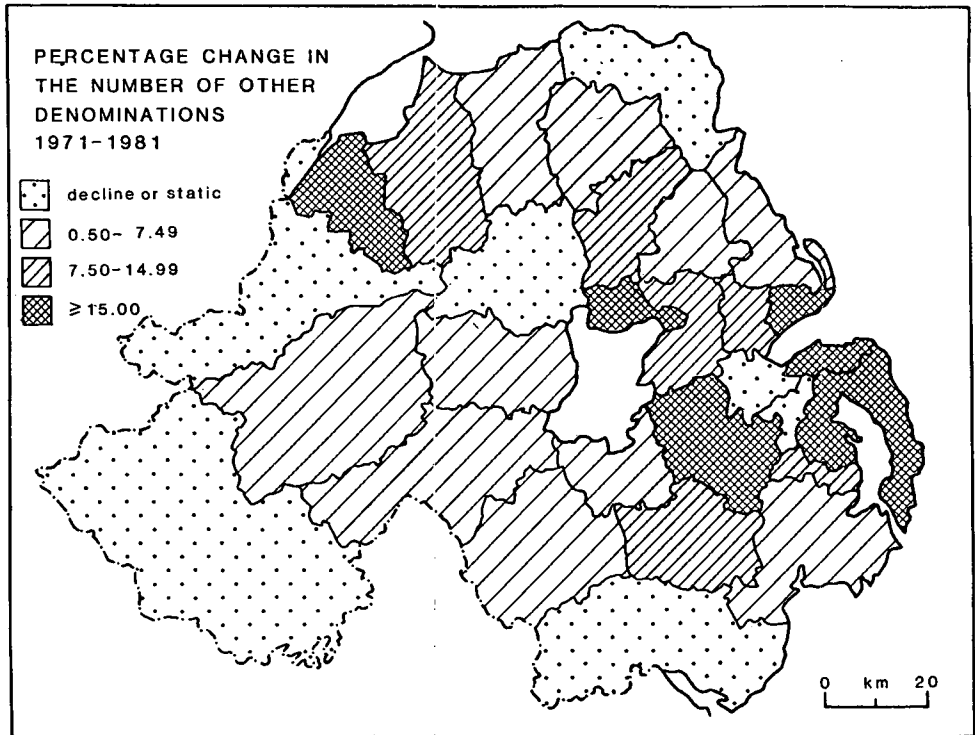 PERCENTAGE CHANGE IN
THE NUMBER OF OTHER
DENOMINATIONS
1971-1981
decline or static
0.50- 7.49
7.50-14.99
≥15.00
0 km 20